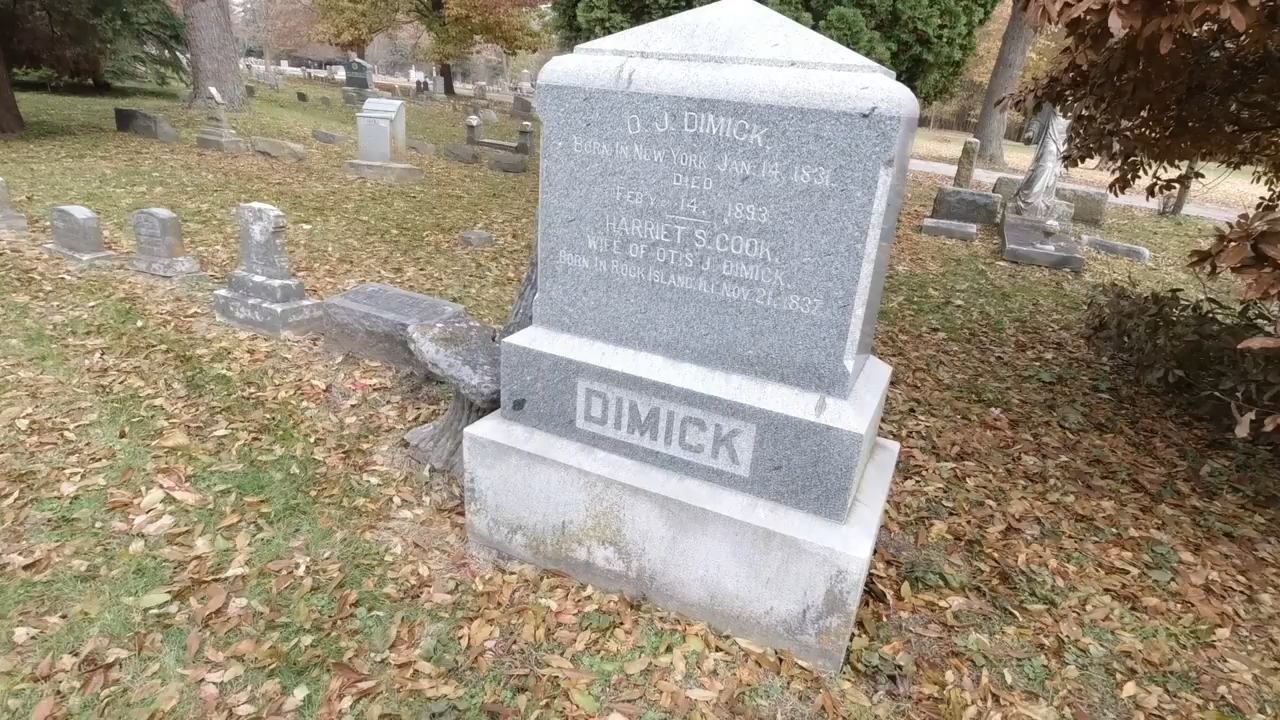 O. J. DIMICK.
BORN IN NEW YORK JAN. 14, 1831.
DIED
FEBY. 14. 1893
HARRIET S. COOK.
WIFE OF OTIS J. DIMICK.
BORN IN ROCK ISLAND, ILL NOV. 21, 1837
DIMICK